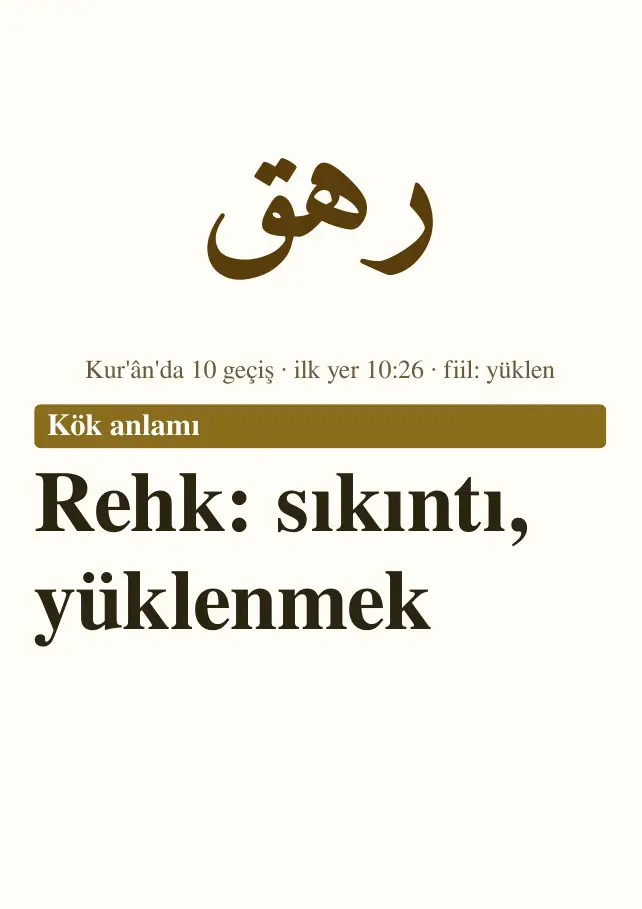 رهق
Kur'ân'da 10 geçiş · ilk yer 10:26 · fiil: yüklen
Kök anlamı
Rehk: sıkıntı,
yüklenmek